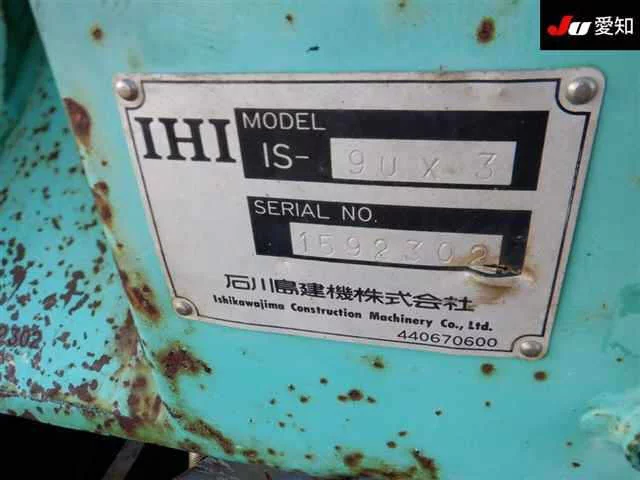 JU 愛知
IHI
MODEL
IS- 9UX3
SERIAL NO.
1592302
石川島建機株式会社
Ishikawajima Construction Machinery Co., Ltd.
440670600
2302